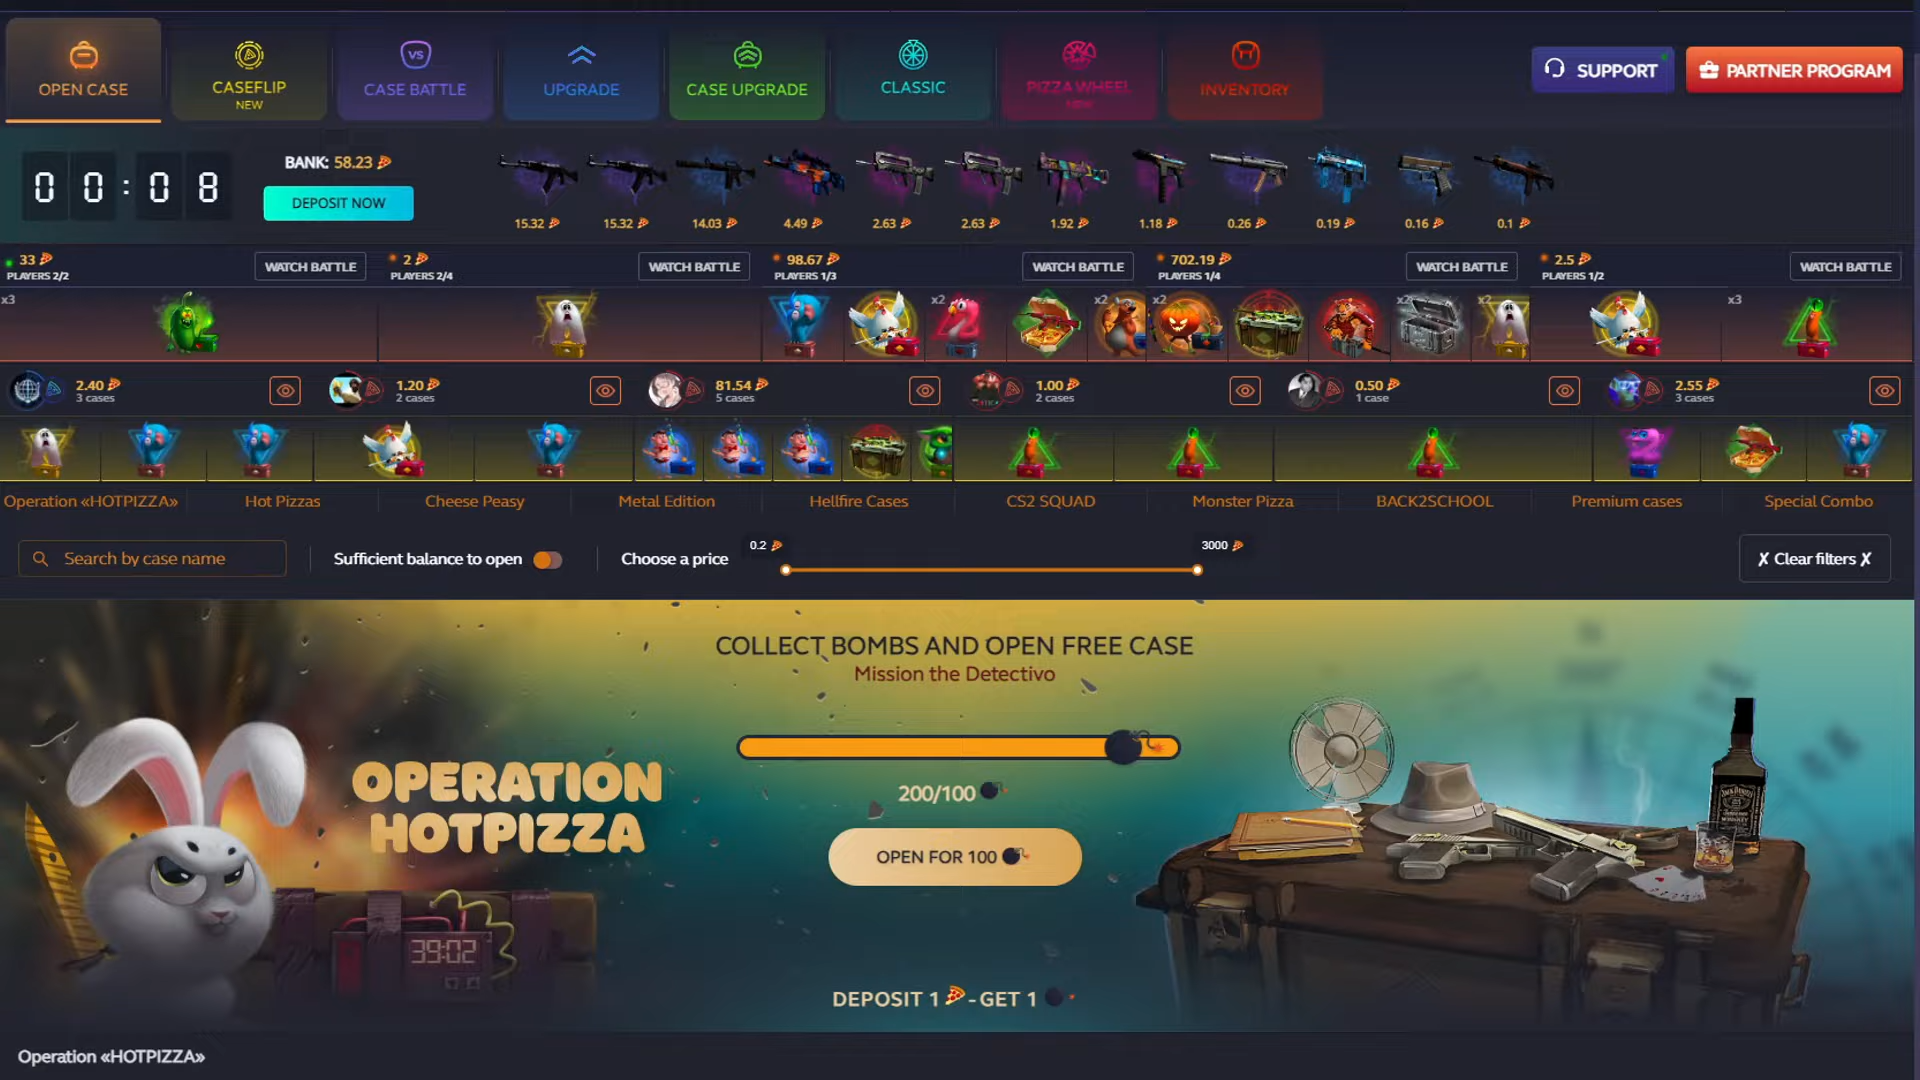 OPEN CASE
CASEFLIP
NEW
VS
CASE BATTLE
UPGRADE
CASE UPGRADE
CLASSIC
PIZZA WHEEL
NEW
INVENTORY
SUPPORT
PARTNER PROGRAM
00:08
BANK: 58.23
DEPOSIT NOW
15.32
15.32
14.03
4.49
2.63
2.63
1.92
1.18
0.26
0.19
0.16
0.1
33
PLAYERS 2/2
WATCH BATTLE
2
PLAYERS 2/4
WATCH BATTLE
98.67
PLAYERS 1/3
WATCH BATTLE
702.19
PLAYERS 1/4
WATCH BATTLE
2.5
PLAYERS 1/2
WATCH BATTLE
x3
x2
x2
x2
x2
x2
x3
2.40
3 cases
1.20
2 cases
81.54
5 cases
1.00
2 cases
0.50
1 case
2.55
3 cases
Operation «HOTPIZZA»
Hot Pizzas
Cheese Peasy
Metal Edition
Hellfire Cases
CS2 SQUAD
Monster Pizza
BACK2SCHOOL
Premium cases
Special Combo
Search by case name
Sufficient balance to open
Choose a price
0.2
3000
✗ Clear filters ✗
COLLECT BOMBS AND OPEN FREE CASE
Mission the Detectivo
OPERATION
HOTPIZZA
200/100
OPEN FOR 100
39:02
DEPOSIT 1 - GET 1
Operation «HOTPIZZA»